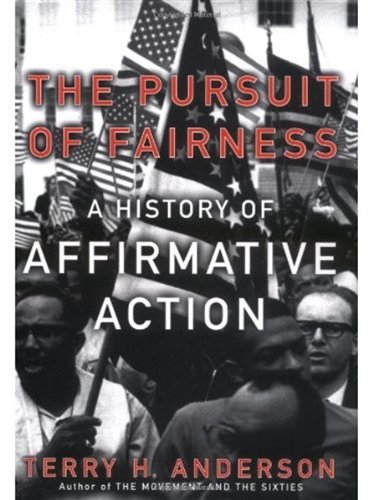 THE PURSUIT
OF FAIRNESS
A HISTORY OF
AFFIRMATIVE
ACTION
TERRY H. ANDERSON
Author of THE MOVEMENT AND THE SIXTIES